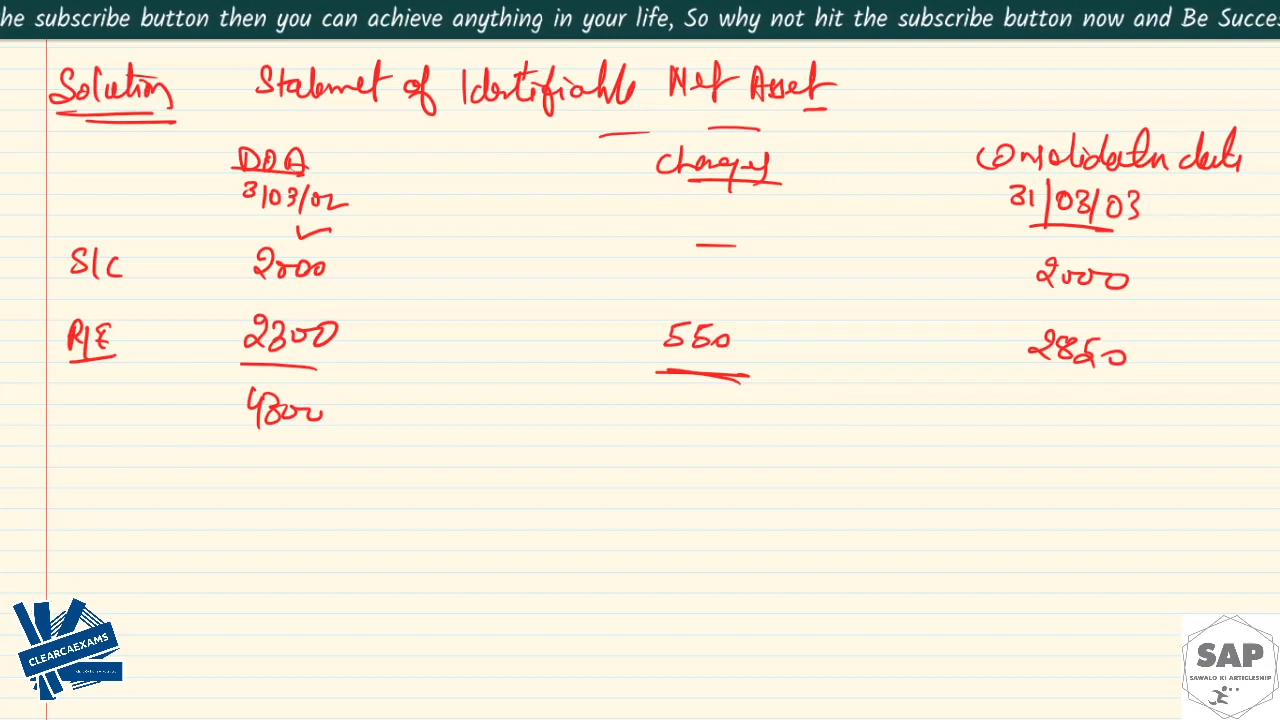 he subscribe button then you can achieve anything in your life, So why not hit the subscribe button now and Be Succes
Solution Statemet of Identifiable Net Asset
DOA Changes Consolidatn date
3/03/02 31/03/03
S/C 2000 — 2000
R/E 2300 550 2850
4300
CLEARCAEXAMS
SAP
SAWALO KI ARTICLESHIP